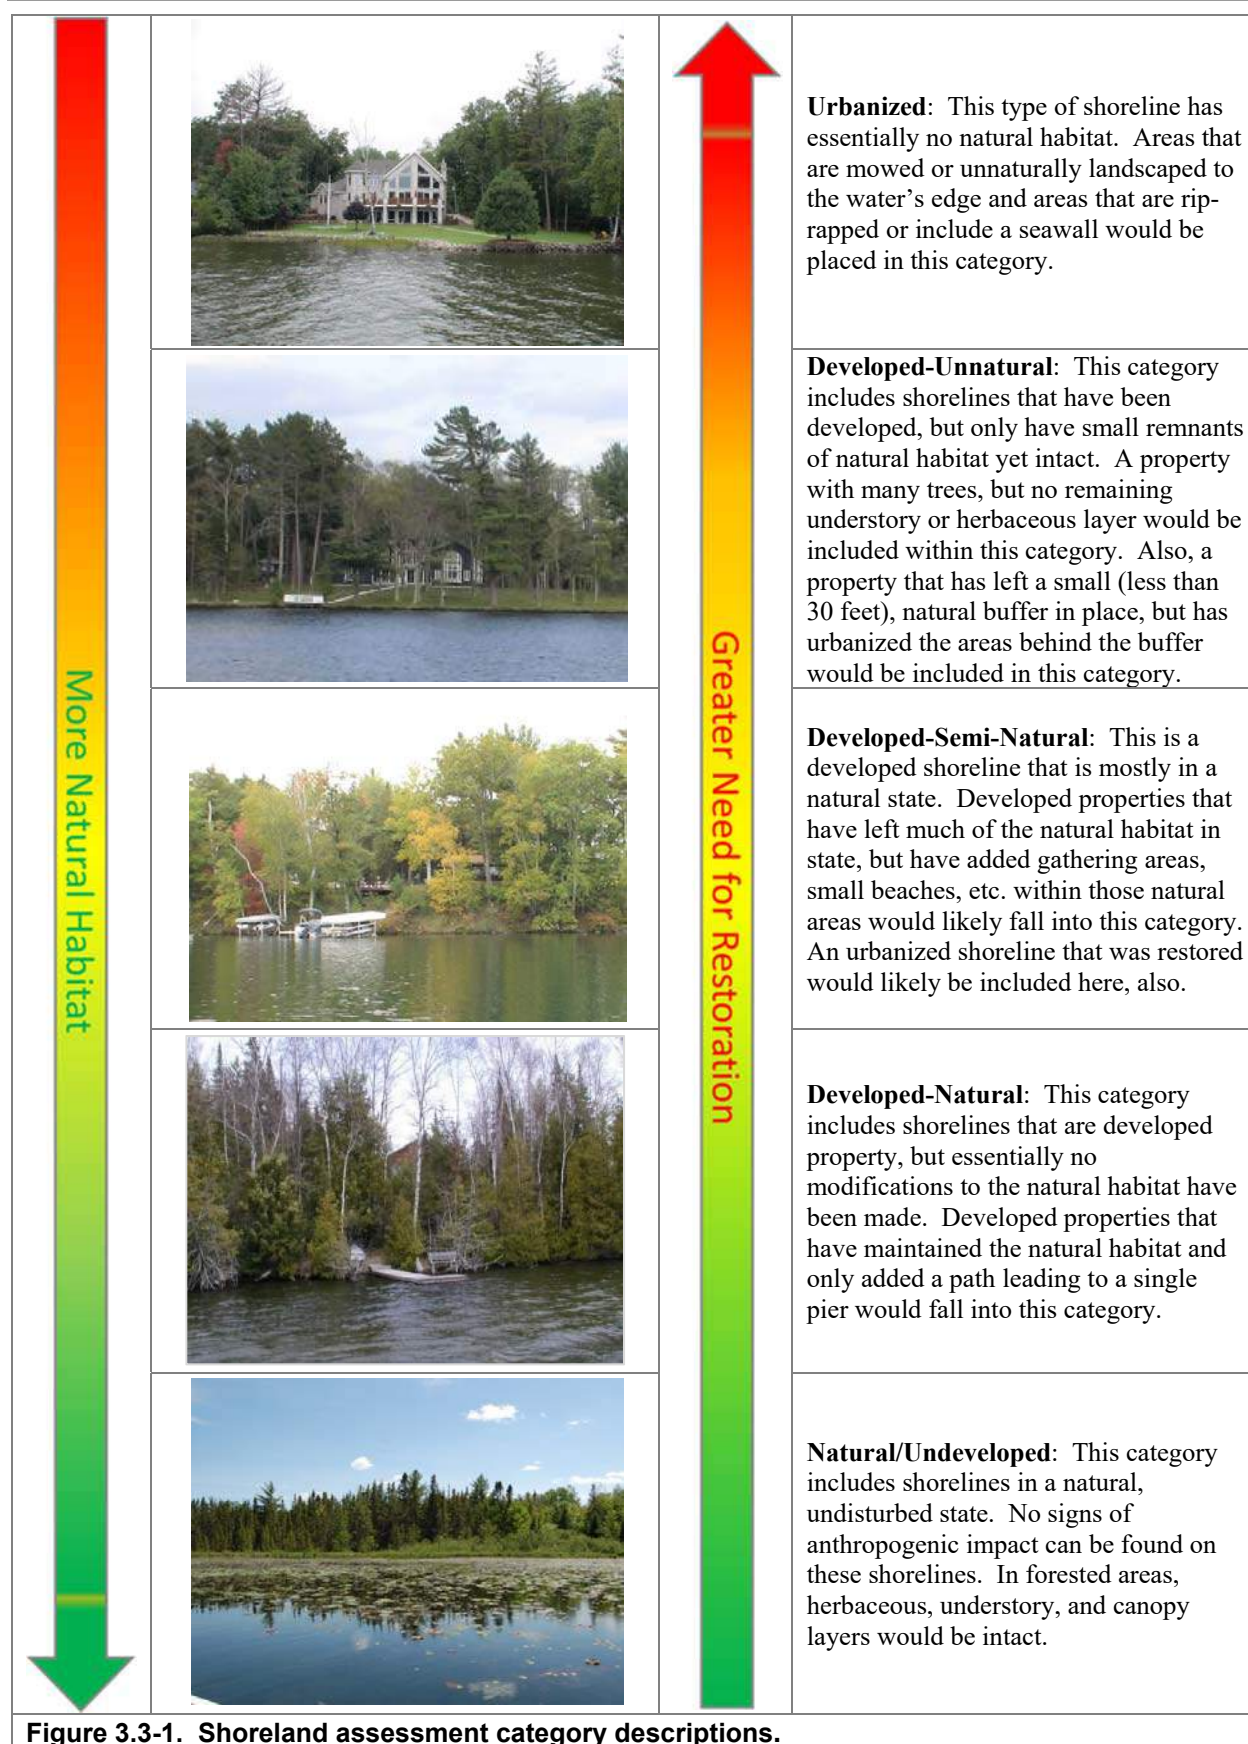 More Natural Habitat
Greater Need for Restoration
Urbanized: This type of shoreline has
essentially no natural habitat. Areas that
are mowed or unnaturally landscaped to
the water's edge and areas that are rip-
rapped or include a seawall would be
placed in this category.
Developed-Unnatural: This category
includes shorelines that have been
developed, but only have small remnants
of natural habitat yet intact. A property
with many trees, but no remaining
understory or herbaceous layer would be
included within this category. Also, a
property that has left a small (less than
30 feet), natural buffer in place, but has
urbanized the areas behind the buffer
would be included in this category.
Developed-Semi-Natural: This is a
developed shoreline that is mostly in a
natural state. Developed properties that
have left much of the natural habitat in
state, but have added gathering areas,
small beaches, etc. within those natural
areas would likely fall into this category.
An urbanized shoreline that was restored
would likely be included here, also.
Developed-Natural: This category
includes shorelines that are developed
property, but essentially no
modifications to the natural habitat have
been made. Developed properties that
have maintained the natural habitat and
only added a path leading to a single
pier would fall into this category.
Natural/Undeveloped: This category
includes shorelines in a natural,
undisturbed state. No signs of
anthropogenic impact can be found on
these shorelines. In forested areas,
herbaceous, understory, and canopy
layers would be intact.
Figure 3.3-1. Shoreland assessment category descriptions.